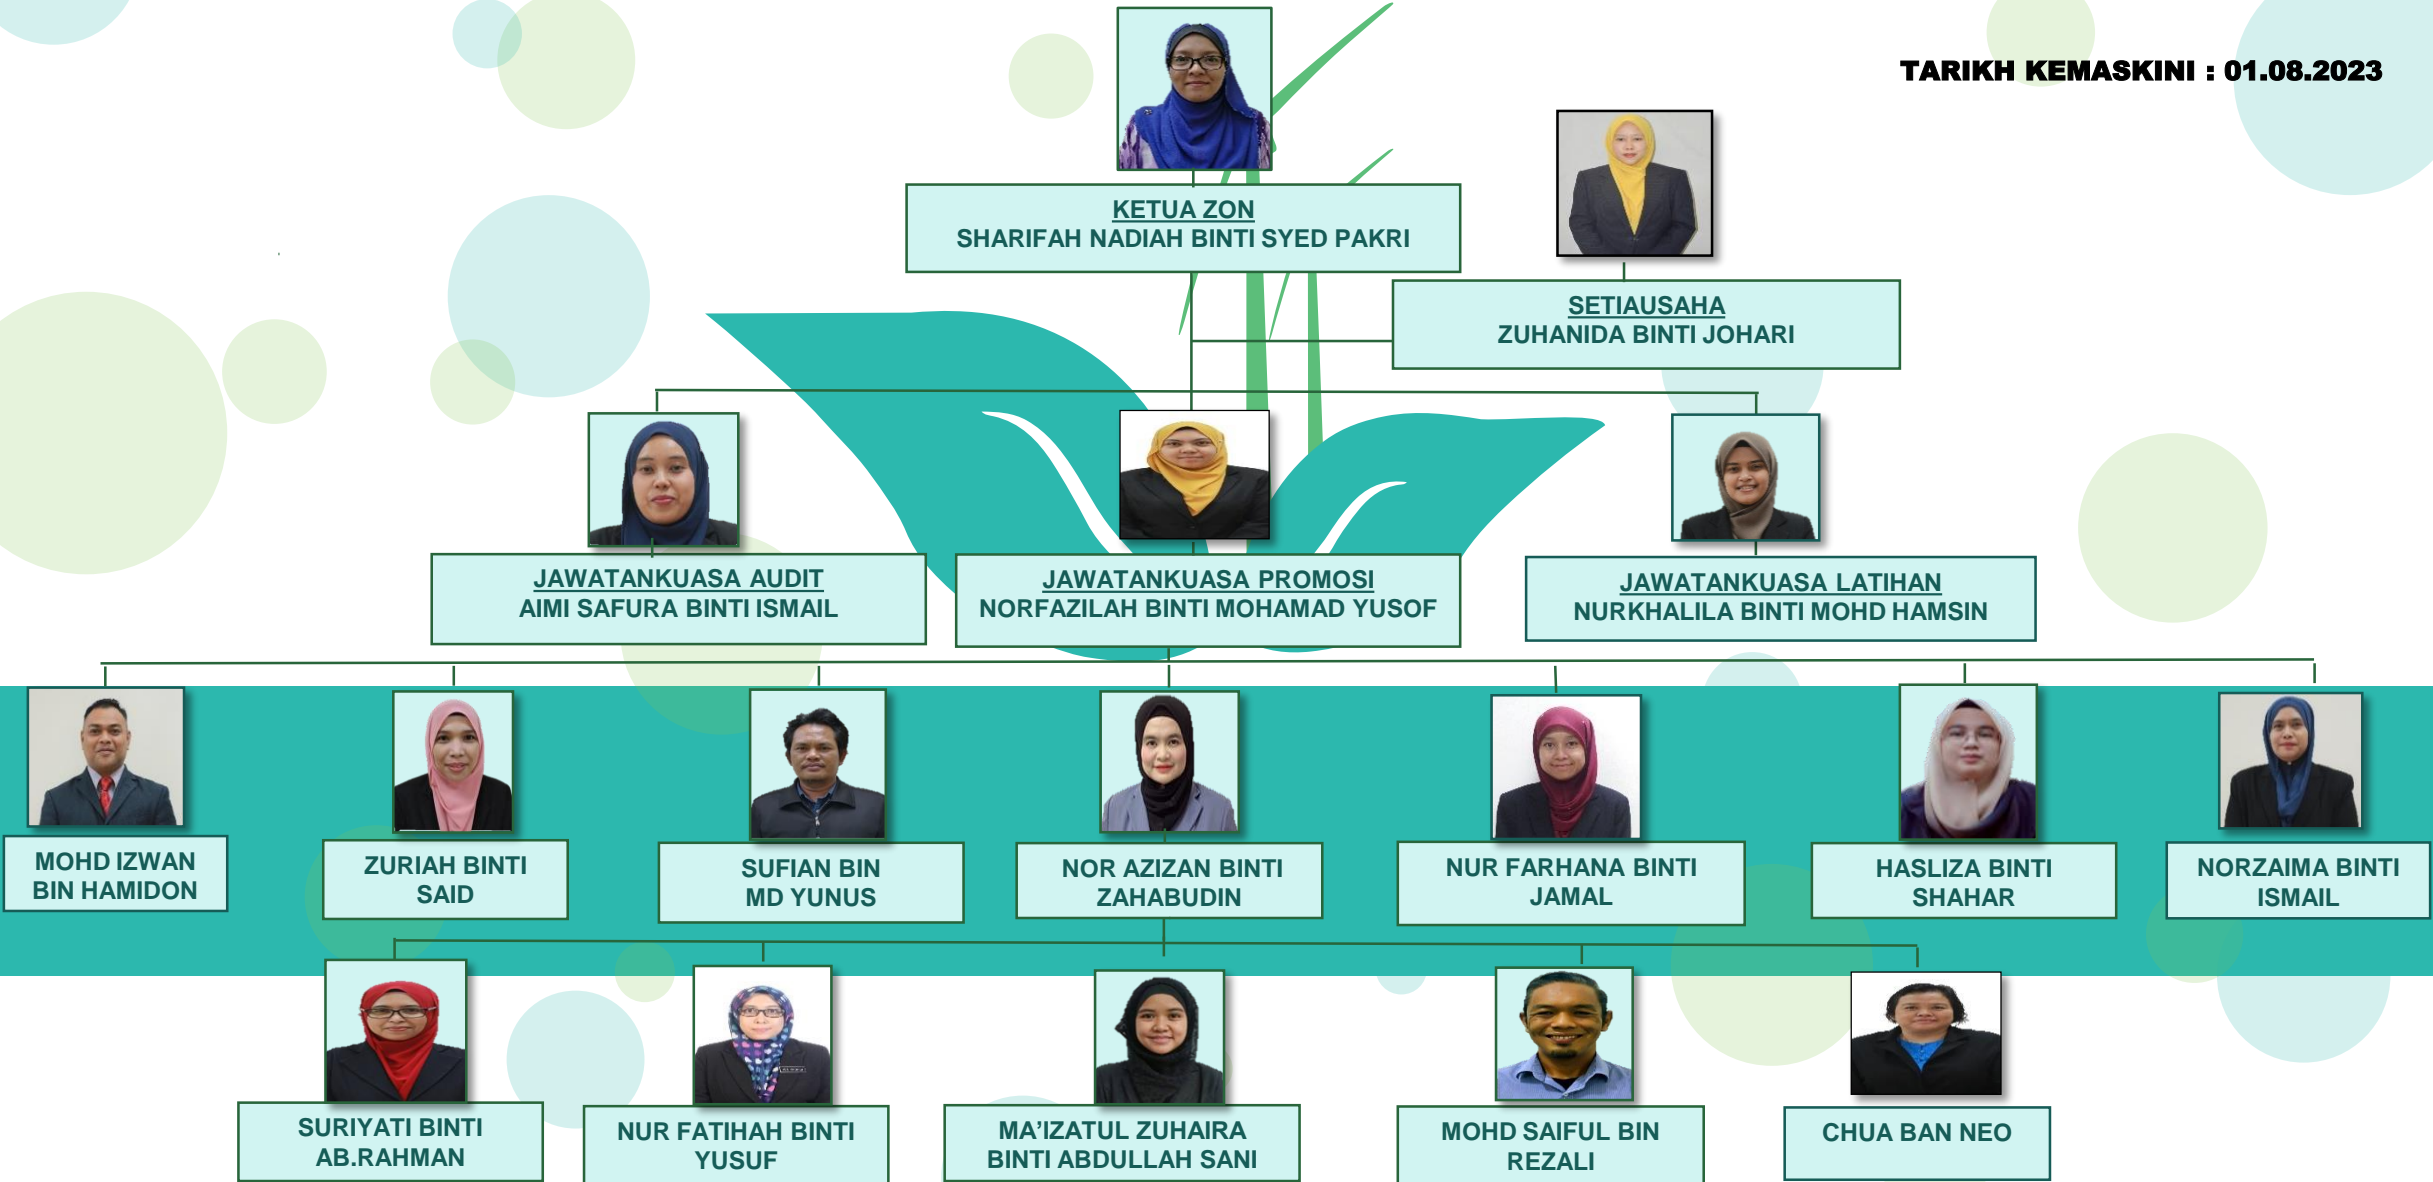 TARIKH KEMASKINI : 01.08.2023
KETUA ZON
SHARIFAH NADIAH BINTI SYED PAKRI
SETIAUSAHA
ZUHANIDA BINTI JOHARI
JAWATANKUASA AUDIT
AIMI SAFURA BINTI ISMAIL
JAWATANKUASA PROMOSI
NORFAZILAH BINTI MOHAMAD YUSOF
JAWATANKUASA LATIHAN
NURKHALILA BINTI MOHD HAMSIN
MOHD IZWAN
BIN HAMIDON
ZURIAH BINTI
SAID
SUFIAN BIN
MD YUNUS
NOR AZIZAN BINTI
ZAHABUDIN
NUR FARHANA BINTI
JAMAL
HASLIZA BINTI
SHAHAR
NORZAIMA BINTI
ISMAIL
SURIYATI BINTI
AB.RAHMAN
NUR FATIHAH BINTI
YUSUF
MA’IZATUL ZUHAIRA
BINTI ABDULLAH SANI
MOHD SAIFUL BIN
REZALI
CHUA BAN NEO